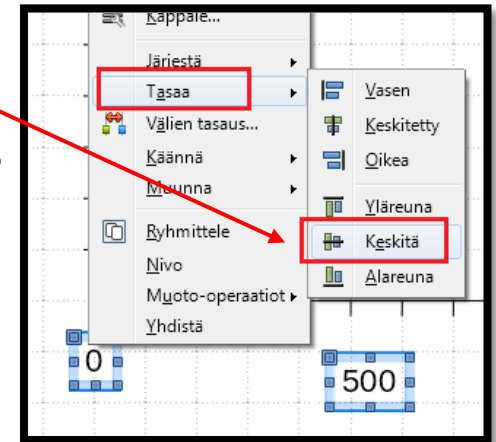 Kappale...
Järjestä
Tasaa
Välien tasaus...
Käännä
Muunna
Ryhmittele
Nivo
Muoto-operaatiot
Yhdistä
Vasen
Keskitetty
Oikea
Yläreuna
Keskitä
Alareuna
0
500